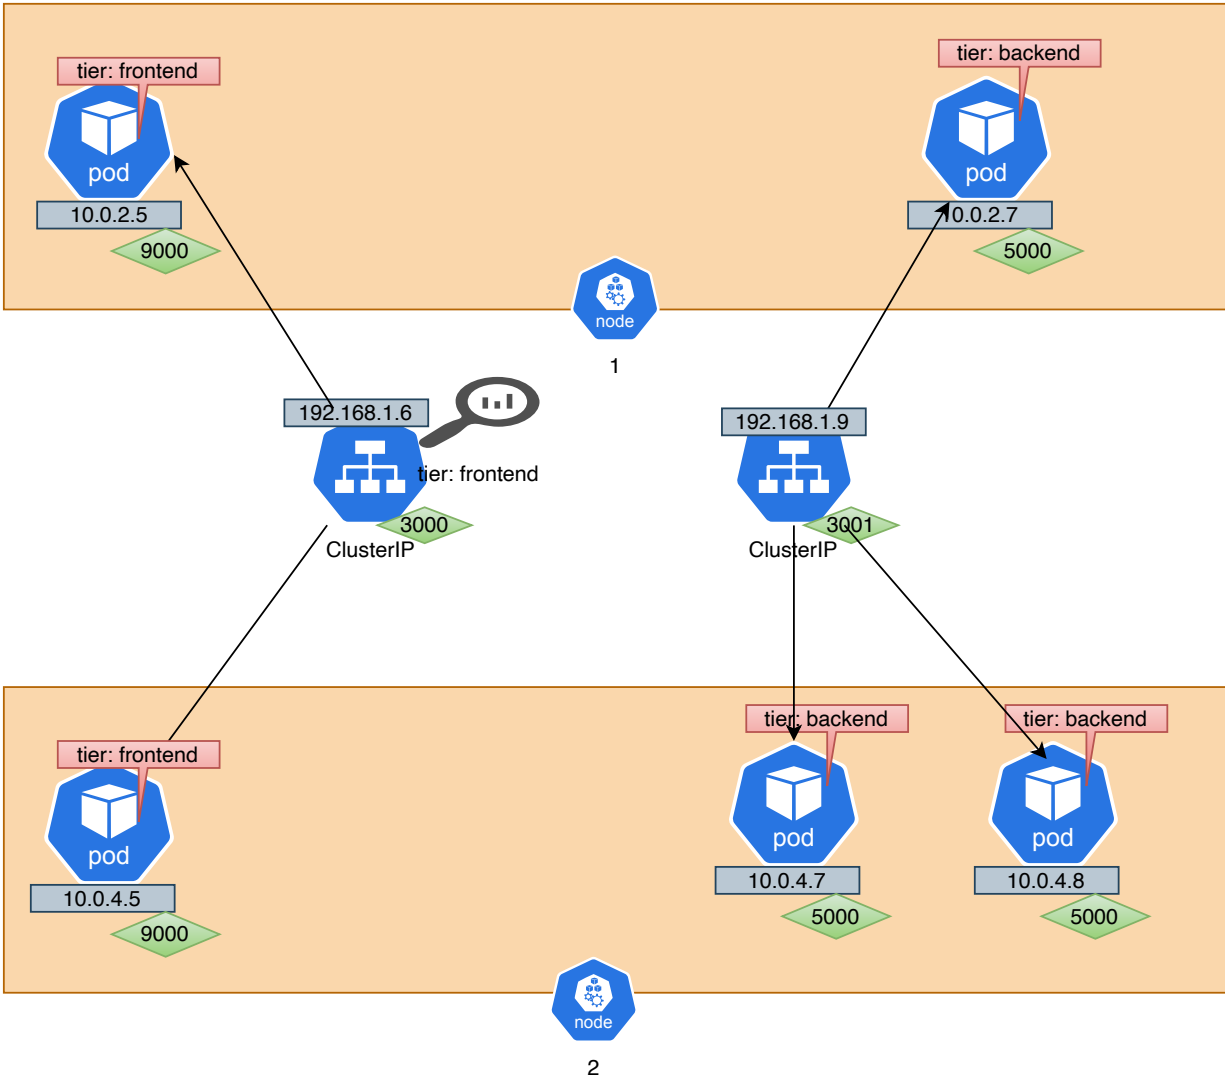 tier: frontend
tier: backend
pod
pod
10.0.2.5
10.0.2.7
9000
5000
node
1
192.168.1.6
192.168.1.9
tier: frontend
3000
3001
ClusterIP
ClusterIP
tier: backend
tier: backend
tier: frontend
pod
pod
pod
10.0.4.5
10.0.4.7
10.0.4.8
9000
5000
5000
node
2